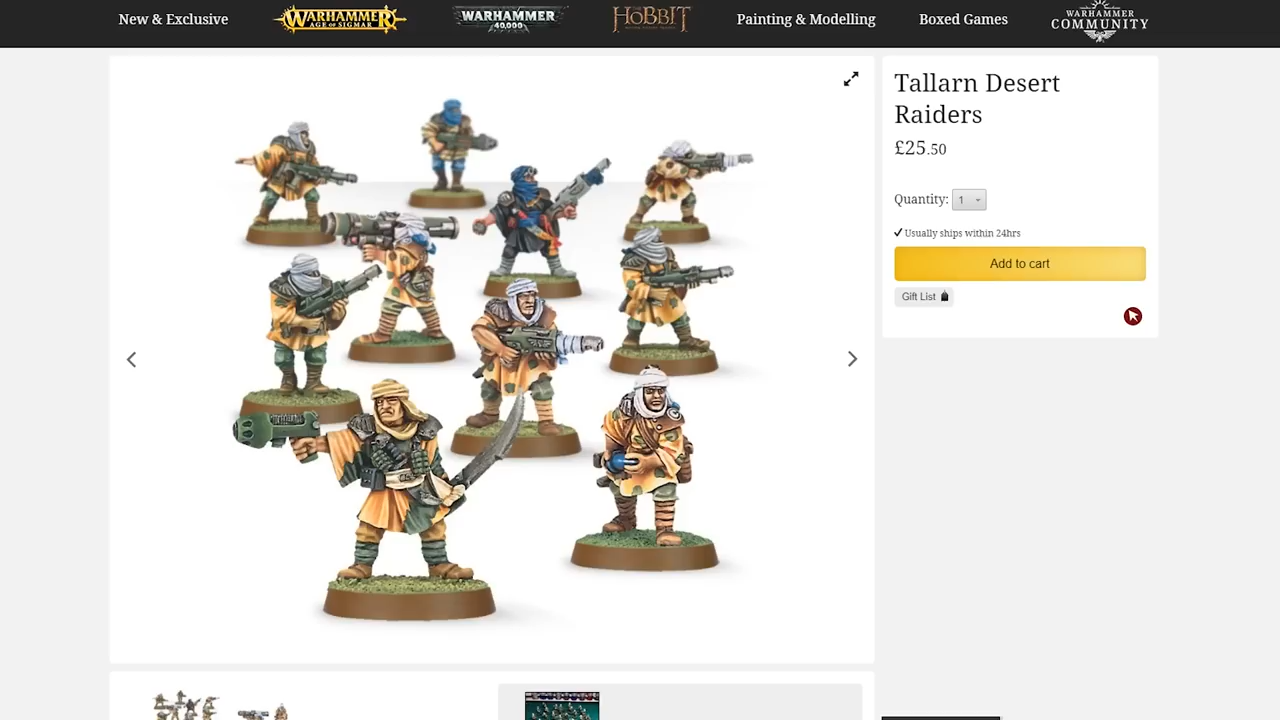 New & Exclusive
WARHAMMER
AGE OF SIGMAR
WARHAMMER
40,000
THE
HOBBIT
Painting & Modelling
Boxed Games
WARHAMMER
COMMUNITY
Tallarn Desert
Raiders
£25.50
Quantity: 1
✓ Usually ships within 24hrs
Add to cart
Gift List